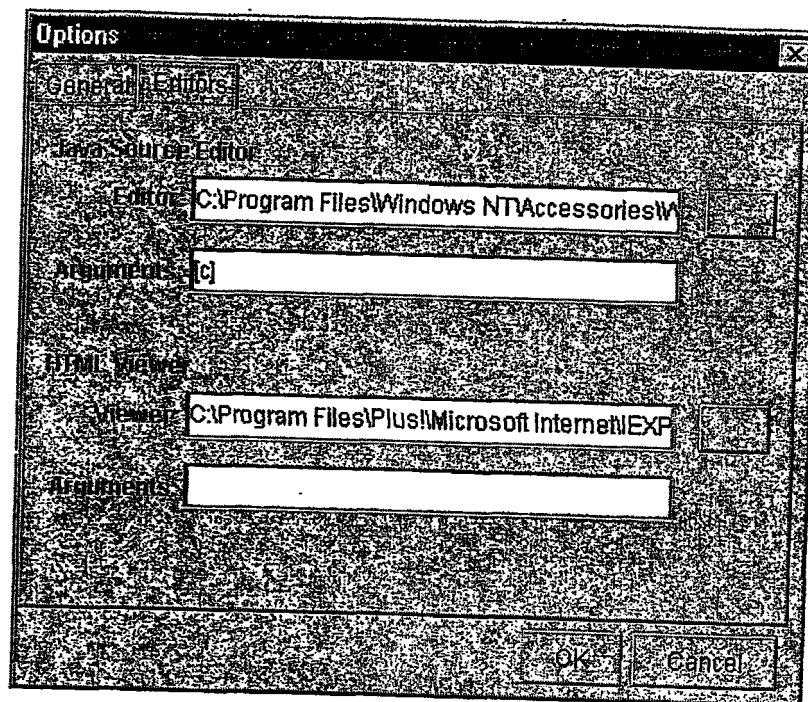 Options
General Editors
Java Source Editor
Editor C:\Program Files\Windows NT\Accessories\W
Arguments [c]
HTML Viewer
Viewer: C:\Program Files\Plus!\Microsoft Internet\IEXP
Arguments
OK Cancel